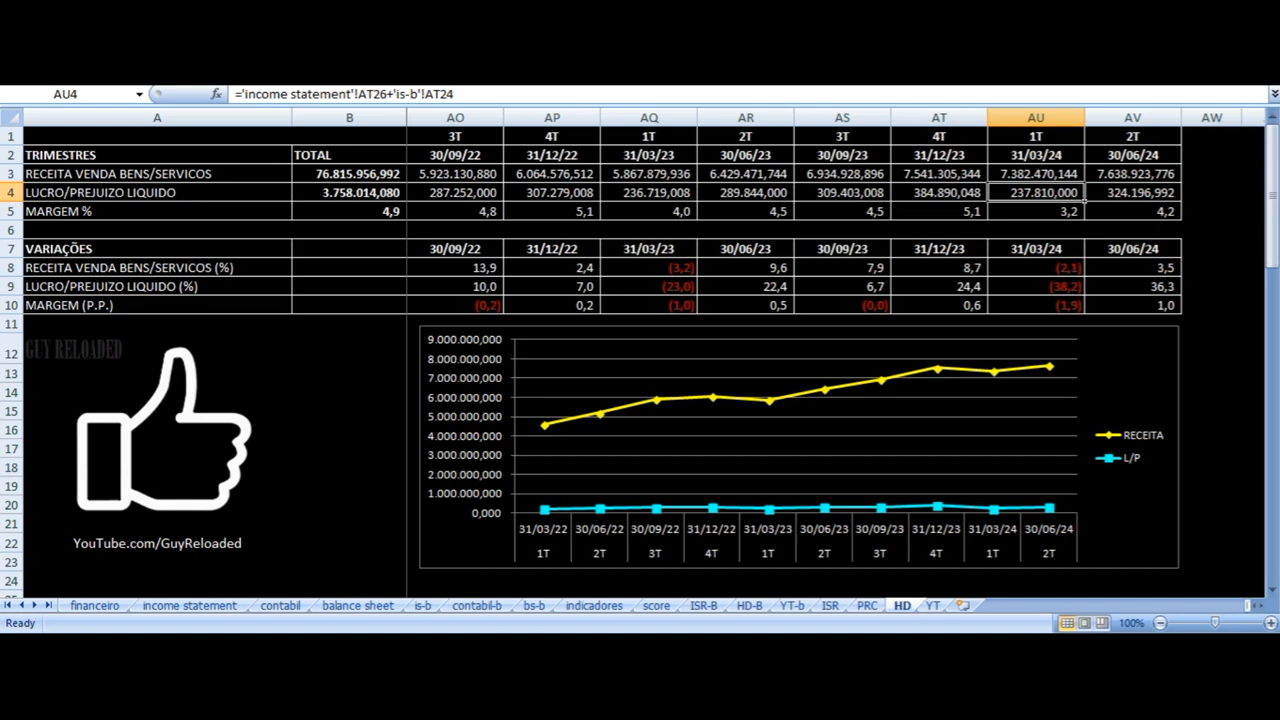 AU4 fx ='income statement'!AT26+'is-b'!AT24
A B AO AP AQ AR AS AT AU AV AW
1 3T 4T 1T 2T 3T 4T 1T 2T
2 TRIMESTRES TOTAL 30/09/22 31/12/22 31/03/23 30/06/23 30/09/23 31/12/23 31/03/24 30/06/24
3 RECEITA VENDA BENS/SERVICOS 76.815.956,992 5.923.130,880 6.064.576,512 5.867.879,936 6.429.471,744 6.934.928,896 7.541.305,344 7.382.470,144 7.638.923,776
4 LUCRO/PREJUIZO LIQUIDO 3.758.014,080 287.252,000 307.279,008 236.719,008 289.844,000 309.403,008 384.890,048 237.810,000 324.196,992
5 MARGEM % 4,9 4,8 5,1 4,0 4,5 4,5 5,1 3,2 4,2
6
7 VARIAÇÕES 30/09/22 31/12/22 31/03/23 30/06/23 30/09/23 31/12/23 31/03/24 30/06/24
8 RECEITA VENDA BENS/SERVICOS (%) 13,9 2,4 (3,2) 9,6 7,9 8,7 (2,1) 3,5
9 LUCRO/PREJUIZO LIQUIDO (%) 10,0 7,0 (23,0) 22,4 6,7 24,4 (38,2) 36,3
10 MARGEM (P.P.) (0,2) 0,2 (1,0) 0,5 (0,0) 0,6 (1,9) 1,0
11
12 GUY RELOADED
13
14
15
16
17
18
19
20
21
22 YouTube.com/GuyReloaded
23
24
9.000.000,000
8.000.000,000
7.000.000,000
6.000.000,000
5.000.000,000
4.000.000,000
3.000.000,000
2.000.000,000
1.000.000,000
0,000
31/03/22 30/06/22 30/09/22 31/12/22 31/03/23 30/06/23 30/09/23 31/12/23 31/03/24 30/06/24
1T 2T 3T 4T 1T 2T 3T 4T 1T 2T
RECEITA
L/P
financeiro income statement contabil balance sheet is-b contabil-b bs-b indicadores score ISR-B HD-B YT-b ISR PRC HD YT
Ready 100%